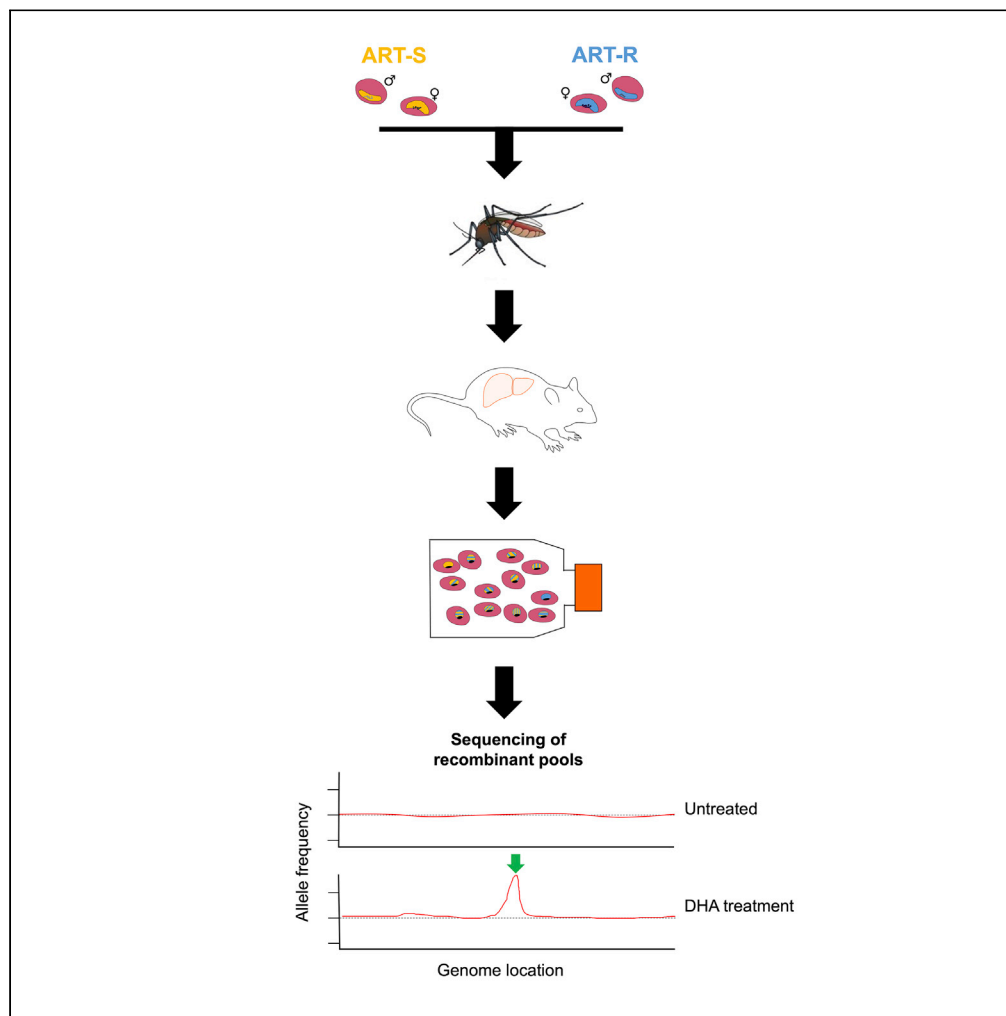 ART-S
ART-R
♂
♀
♀
♂
Sequencing of
recombinant pools
Allele frequency
Untreated
DHA treatment
Genome location